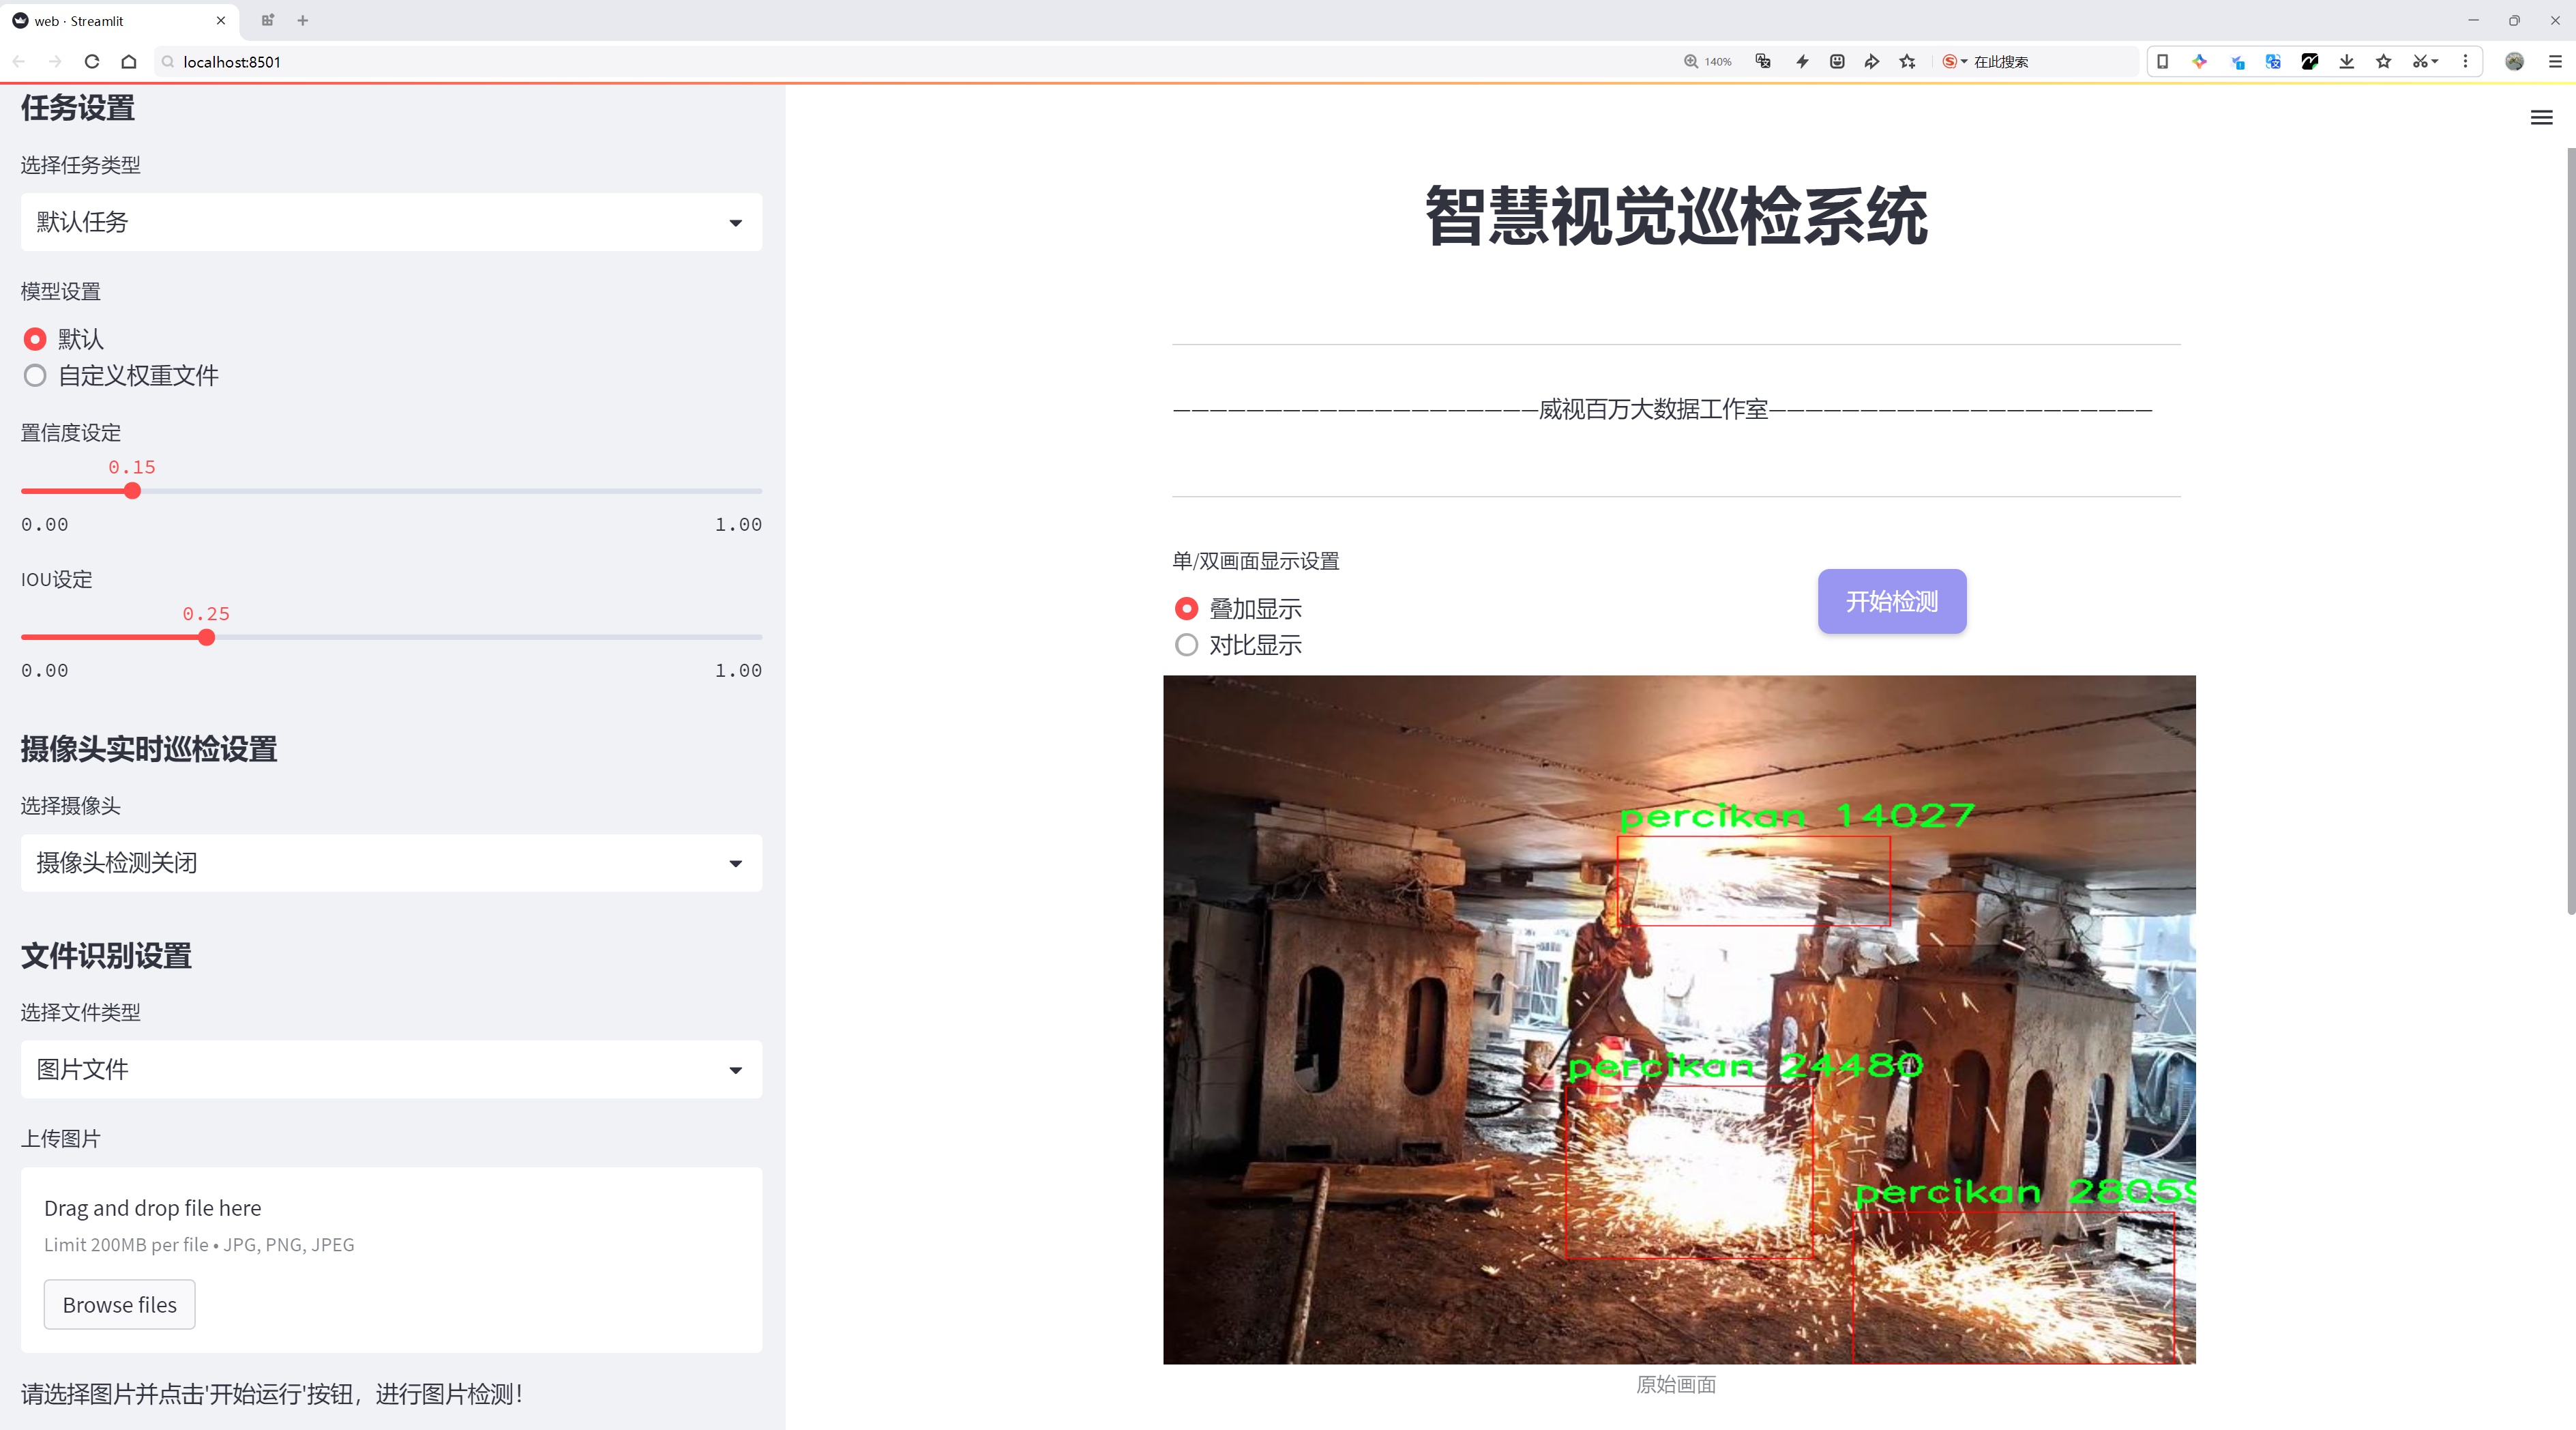 web · Streamlit
localhost:8501
140%
在此搜索
任务设置
选择任务类型
默认任务
模型设置
默认
自定义权重文件
置信度设定
0.15
0.00
1.00
IOU设定
0.25
0.00
1.00
摄像头实时巡检设置
选择摄像头
摄像头检测关闭
文件识别设置
选择文件类型
图片文件
上传图片
Drag and drop file here
Limit 200MB per file • JPG, PNG, JPEG
Browse files
请选择图片并点击'开始运行'按钮，进行图片检测！
智慧视觉巡检系统
————————————————————威视百万大数据工作室—————————————————————
单/双画面显示设置
叠加显示
对比显示
开始检测
percikan 14027
percikan 24480
percikan 28059
原始画面